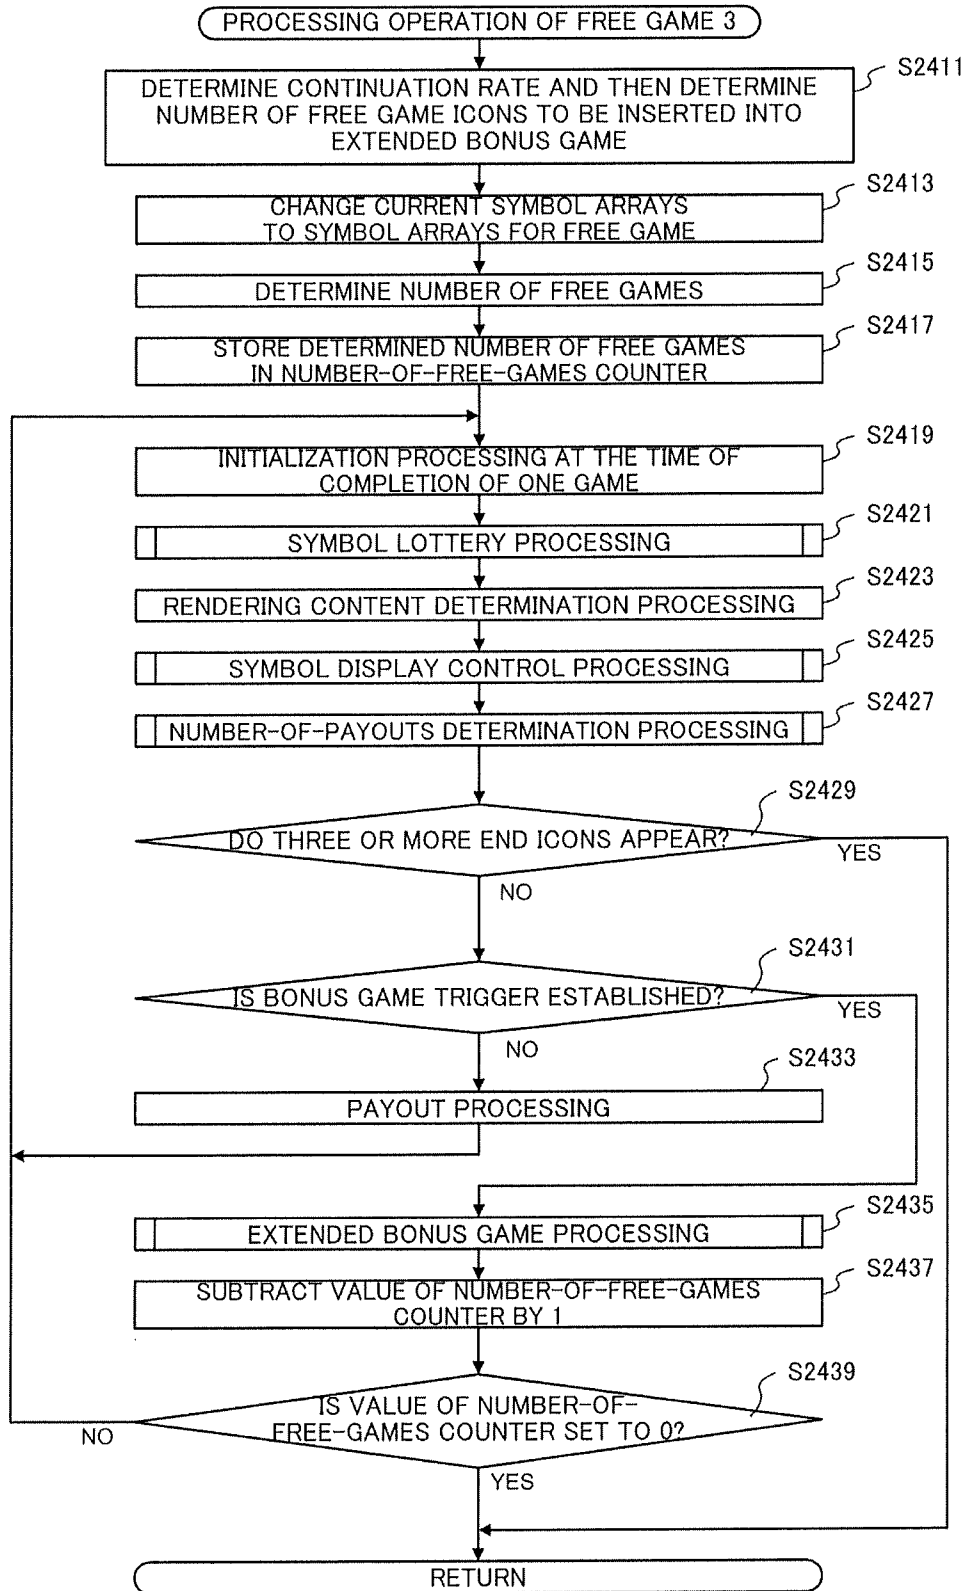 PROCESSING OPERATION OF FREE GAME 3
S2411
DETERMINE CONTINUATION RATE AND THEN DETERMINE
NUMBER OF FREE GAME ICONS TO BE INSERTED INTO
EXTENDED BONUS GAME
S2413
CHANGE CURRENT SYMBOL ARRAYS
TO SYMBOL ARRAYS FOR FREE GAME
S2415
DETERMINE NUMBER OF FREE GAMES
S2417
STORE DETERMINED NUMBER OF FREE GAMES
IN NUMBER-OF-FREE-GAMES COUNTER
S2419
INITIALIZATION PROCESSING AT THE TIME OF
COMPLETION OF ONE GAME
S2421
SYMBOL LOTTERY PROCESSING
S2423
RENDERING CONTENT DETERMINATION PROCESSING
S2425
SYMBOL DISPLAY CONTROL PROCESSING
S2427
NUMBER-OF-PAYOUTS DETERMINATION PROCESSING
S2429
DO THREE OR MORE END ICONS APPEAR?
YES
NO
S2431
IS BONUS GAME TRIGGER ESTABLISHED?
YES
NO
S2433
PAYOUT PROCESSING
S2435
EXTENDED BONUS GAME PROCESSING
S2437
SUBTRACT VALUE OF NUMBER-OF-FREE-GAMES
COUNTER BY 1
S2439
IS VALUE OF NUMBER-OF-
FREE-GAMES COUNTER SET TO 0?
NO
YES
RETURN